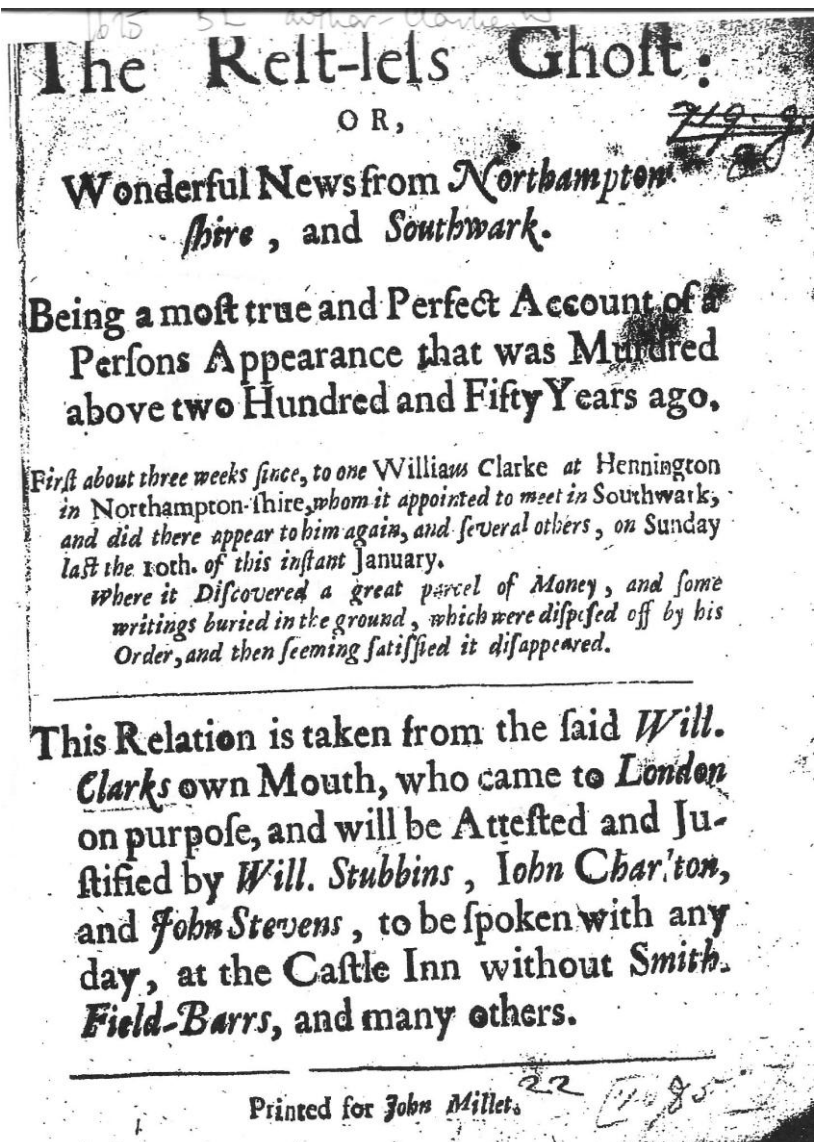 1675
The Reſt-leſs Ghoſt:
OR,
Wonderful News from Northampton-
ſhire, and Southwark.
Being a moſt true and Perfect Account of a
Perſons Appearance that was Murdred
above two Hundred and Fifty Years ago.
Firſt about three weeks ſince, to one William Clarke at Hennington
in Northampton-ſhire, whom it appointed to meet in Southwark,
and did there appear to him again, and ſeveral others, on Sunday
laſt the 10th. of this inſtant January.
Where it Diſcovered a great parcel of Money, and ſome
writings buried in the ground, which were diſpoſed off by his
Order, and then ſeeming ſatiſfied it diſappeared.
This Relation is taken from the ſaid Will.
Clarks own Mouth, who came to London
on purpoſe, and will be Atteſted and Ju-
ſtified by Will. Stubbins, Iohn Charlton,
and John Stevens, to be ſpoken with any
day, at the Caſtle Inn without Smith-
Field-Barrs, and many others.
Printed for John Millet.
22